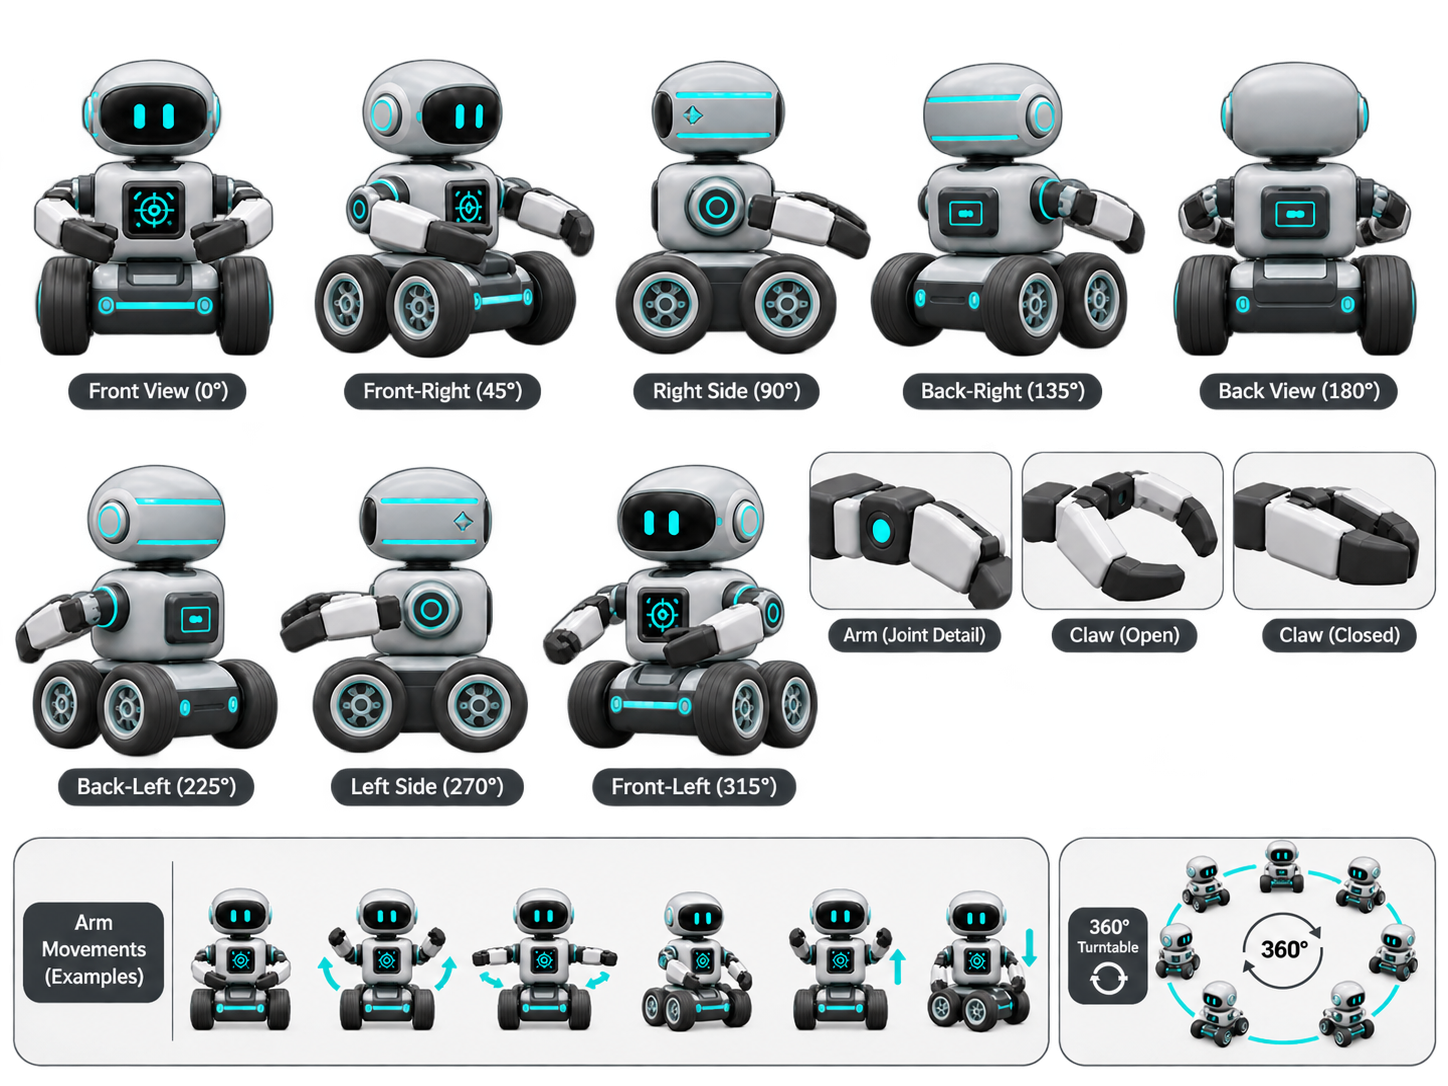 Front View (0°)
Front-Right (45°)
Right Side (90°)
Back-Right (135°)
Back View (180°)
Back-Left (225°)
Left Side (270°)
Front-Left (315°)
Arm (Joint Detail)
Claw (Open)
Claw (Closed)
Arm
Movements
(Examples)
360°
Turntable
360°